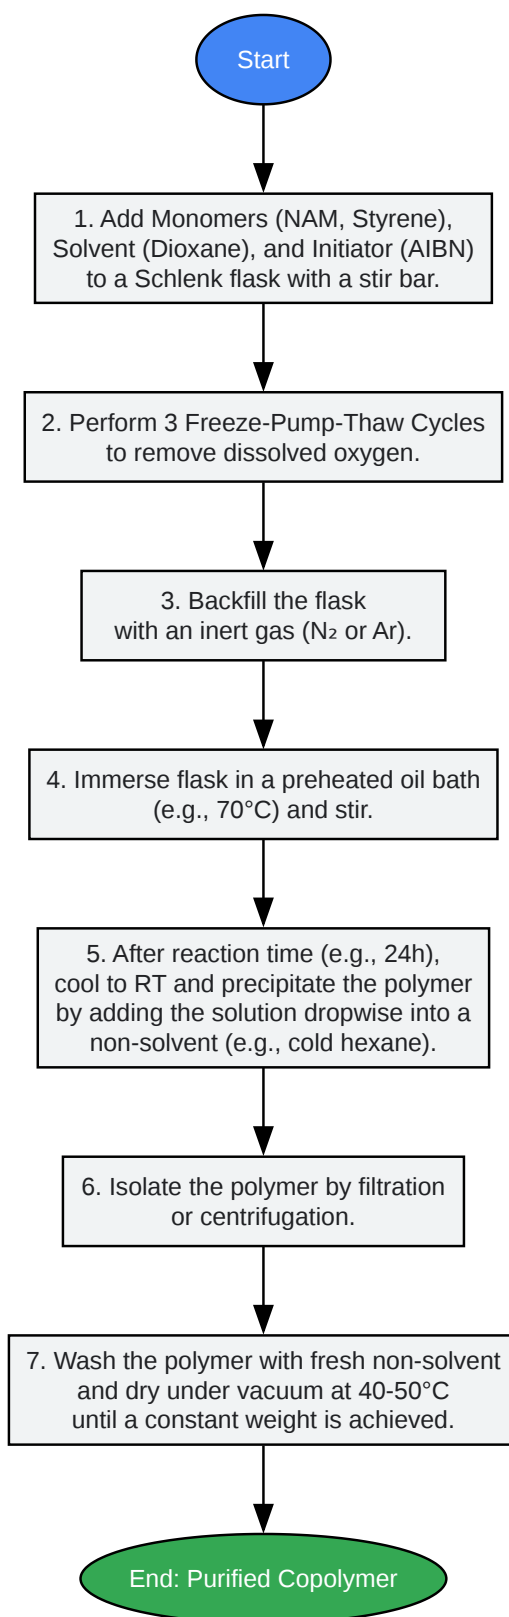 Start
1. Add Monomers (NAM, Styrene),
Solvent (Dioxane), and Initiator (AIBN)
to a Schlenk flask with a stir bar.
2. Perform 3 Freeze-Pump-Thaw Cycles
to remove dissolved oxygen.
3. Backfill the flask
with an inert gas (N₂ or Ar).
4. Immerse flask in a preheated oil bath
(e.g., 70°C) and stir.
5. After reaction time (e.g., 24h),
cool to RT and precipitate the polymer
by adding the solution dropwise into a
non-solvent (e.g., cold hexane).
6. Isolate the polymer by filtration
or centrifugation.
7. Wash the polymer with fresh non-solvent
and dry under vacuum at 40-50°C
until a constant weight is achieved.
End: Purified Copolymer